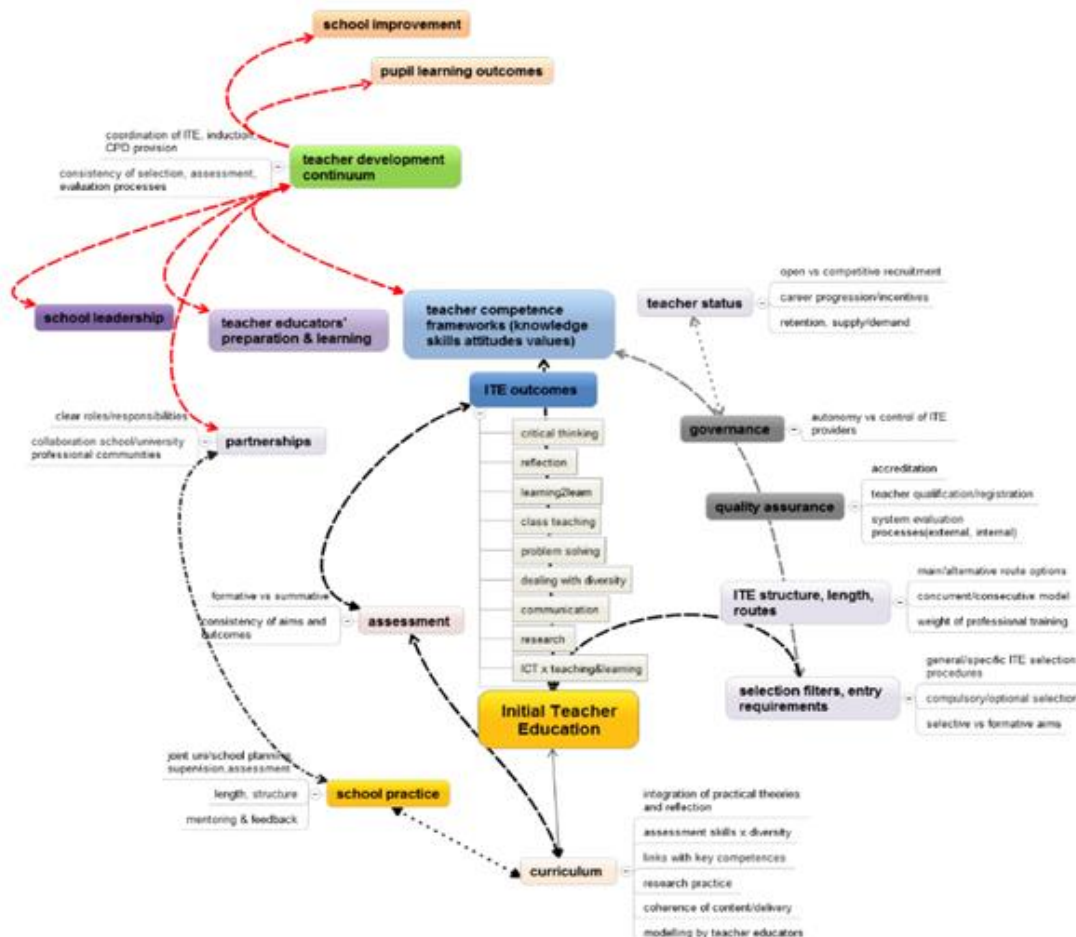 school improvement
pupil learning outcomes
coordination of ITE, induction,
CPD provision
consistency of selection, assessment,
evaluation processes
teacher development
continuum
school leadership
teacher educators'
preparation & learning
teacher competence
frameworks (knowledge
skills attitudes values)
teacher status
open vs competitive recruitment
career progression/incentives
retention, supply/demand
ITE outcomes
critical thinking
reflection
learning2learn
class teaching
problem solving
dealing with diversity
communication
research
ICT x teaching&learning
clear roles/responsibilities
collaboration school/university
professional communities
partnerships
governance
autonomy vs control of ITE
providers
quality assurance
accreditation
teacher qualification/registration
system evaluation
processes(external, internal)
ITE structure, length,
routes
main/alternative route options
concurrent/consecutive model
weight of professional training
formative vs summative
consistency of aims and
outcomes
assessment
selection filters, entry
requirements
general/specific ITE selection
procedures
compulsory/optional selection
selective vs formative aims
Initial Teacher
Education
joint uni/school planning
supervision,assessment
length, structure
mentoring & feedback
school practice
curriculum
integration of practical theories
and reflection
assessment skills x diversity
links with key competences
research practice
coherence of content/delivery
modelling by teacher educators